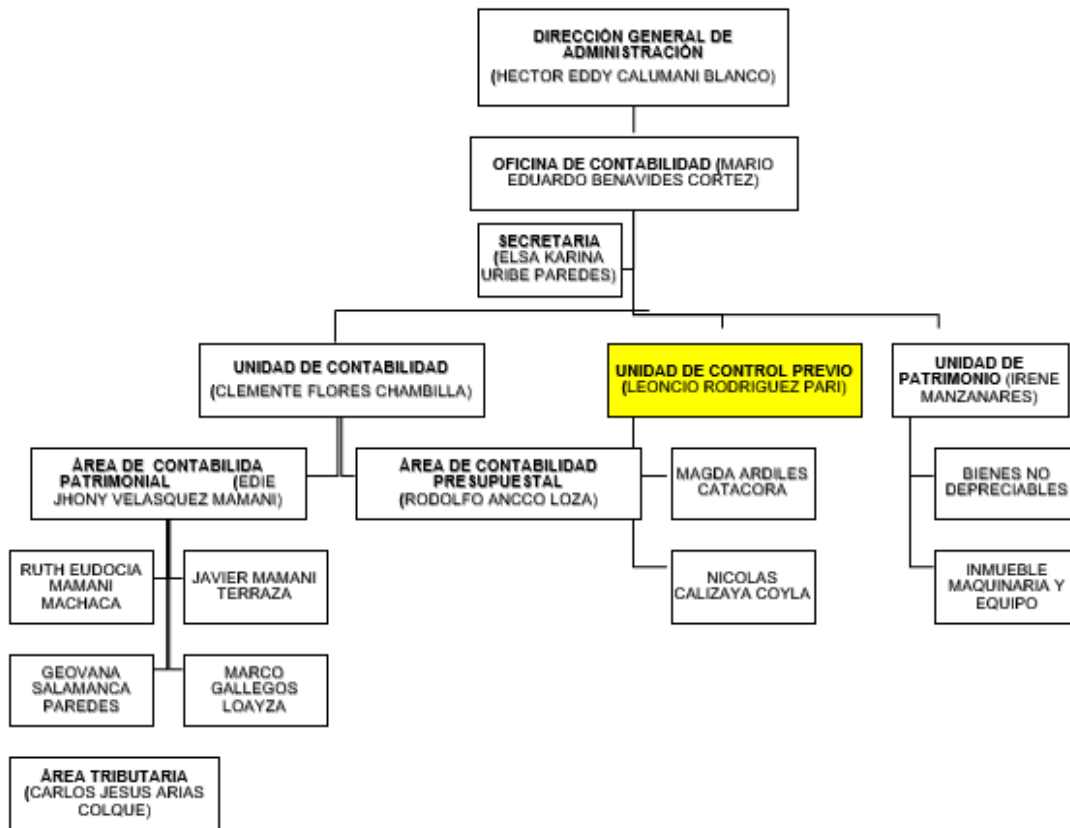 DIRECCIÓN GENERAL DE
ADMINISTRACIÓN
(HECTOR EDDY CALUMANI BLANCO)
OFICINA DE CONTABILIDAD (MARIO
EDUARDO BENAVIDES CORTEZ)
SECRETARIA
(ELSA KARINA
URIBE PAREDES)
UNIDAD DE CONTABILIDAD
(CLEMENTE FLORES CHAMBILLA)
UNIDAD DE CONTROL PREVIO
(LEONCIO RODRIGUEZ PARI)
UNIDAD DE
PATRIMONIO (IRENE
MANZANARES)
ÁREA DE CONTABILIDA
PATRIMONIAL (EDIE
JHONY VELASQUEZ MAMANI)
ÁREA DE CONTABILIDAD
PRESUPUESTAL
(RODOLFO ANCCO LOZA)
MAGDA ARDILES
CATACORA
BIENES NO
DEPRECIABLES
RUTH EUDOCIA
MAMANI
MACHACA
JAVIER MAMANI
TERRAZA
NICOLAS
CALIZAYA COYLA
INMUEBLE
MAQUINARIA Y
EQUIPO
GEOVANA
SALAMANCA
PAREDES
MARCO
GALLEGOS
LOAYZA
ÁREA TRIBUTARIA
(CARLOS JESUS ARIAS
COLQUE)